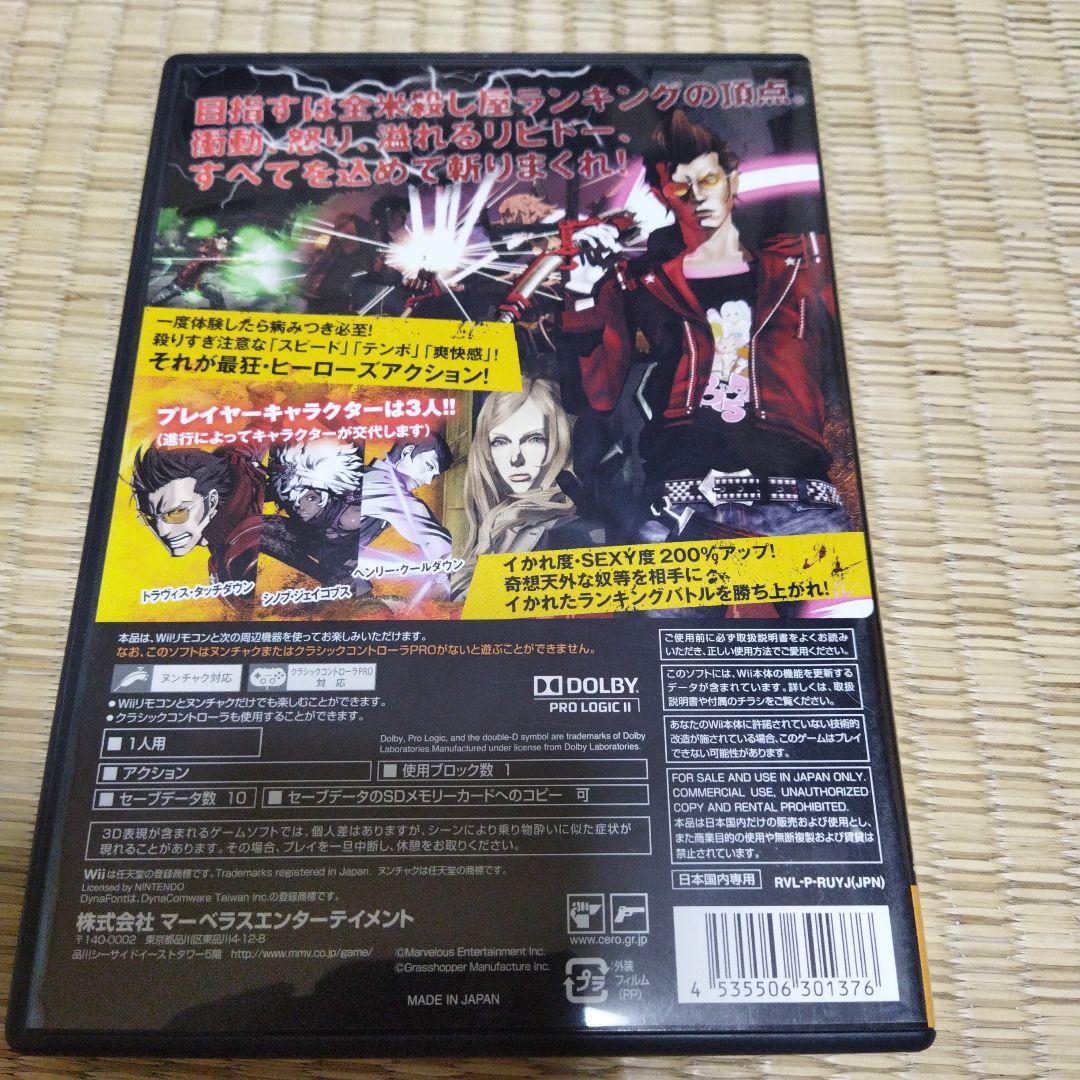 目指すは全米殺し屋ランキングの頂点。
衝動、怒り、溢れるリビドー、
すべてを込めて斬りまくれ!
一度体験したら病みつき必至!
殺りすぎ注意な「スピード」「テンポ」「爽快感」!
それが最狂・ヒーローズアクション!
プレイヤーキャラクターは3人!!
(進行によってキャラクターが交代します)
トラヴィス・タッチダウン
シノブ・ジェイコブス
ヘンリー・クールダウン
イかれ度・SEXY度 200%アップ!
奇想天外な奴等を相手に
イかれたランキングバトルを勝ち上がれ!
本品は、Wiiリモコンと次の周辺機器を使ってお楽しみいただけます。
なお、このソフトはヌンチャクまたはクラシックコントローラPROがないと遊ぶことができません。
ヌンチャク対応
クラシックコントローラPRO
対応
● Wiiリモコンとヌンチャクだけでも楽しむことができます。
● クラシックコントローラも使用することができます。
DOLBY
PRO LOGIC II
Dolby, Pro Logic, and the double-D symbol are trademarks of Dolby
Laboratories.Manufactured under license from Dolby Laboratories.
■ 1人用
■ アクション
■ 使用ブロック数 1
■ セーブデータ数 10
■ セーブデータのSDメモリーカードへのコピー 可
3D表現が含まれるゲームソフトでは、個人差はありますが、シーンにより乗り物酔いに似た症状が
現れることがあります。その場合、プレイを一旦中断し、休憩をお取りください。
Wiiは任天堂の登録商標です。Trademarks registered in Japan. ヌンチャクは任天堂の商標です。
Licensed by NINTENDO
DynaFontは、DynaComware Taiwan Inc.の登録商標です。
株式会社 マーベラスエンターテイメント
〒140-0002 東京都品川区東品川4-12-8
品川シーサイドイーストタワー5階 http://www.mmv.co.jp/game/
©Marvelous Entertainment Inc.
©Grasshopper Manufacture Inc.
MADE IN JAPAN
ご使用前に必ず取扱説明書をよくお読み
いただき、正しい使用方法でご愛用ください。
このソフトには、Wii本体の機能を更新する
データが含まれています。詳しくは、取扱
説明書や付属のチラシをご覧ください。
あなたのWii本体に許諾されていない技術的
改造が施されている場合、このゲームはプレイ
できない可能性があります。
FOR SALE AND USE IN JAPAN ONLY.
COMMERCIAL USE, UNAUTHORIZED
COPY AND RENTAL PROHIBITED.
本品は日本国内だけの販売および使用とし、
また商業目的の使用や無断複製および賃貸は
禁止されています。
日本国内専用
RVL-P-RUYJ(JPN)
www.cero.gr.jp
プラ
外装
フィルム
(PP)
4 535506 301376